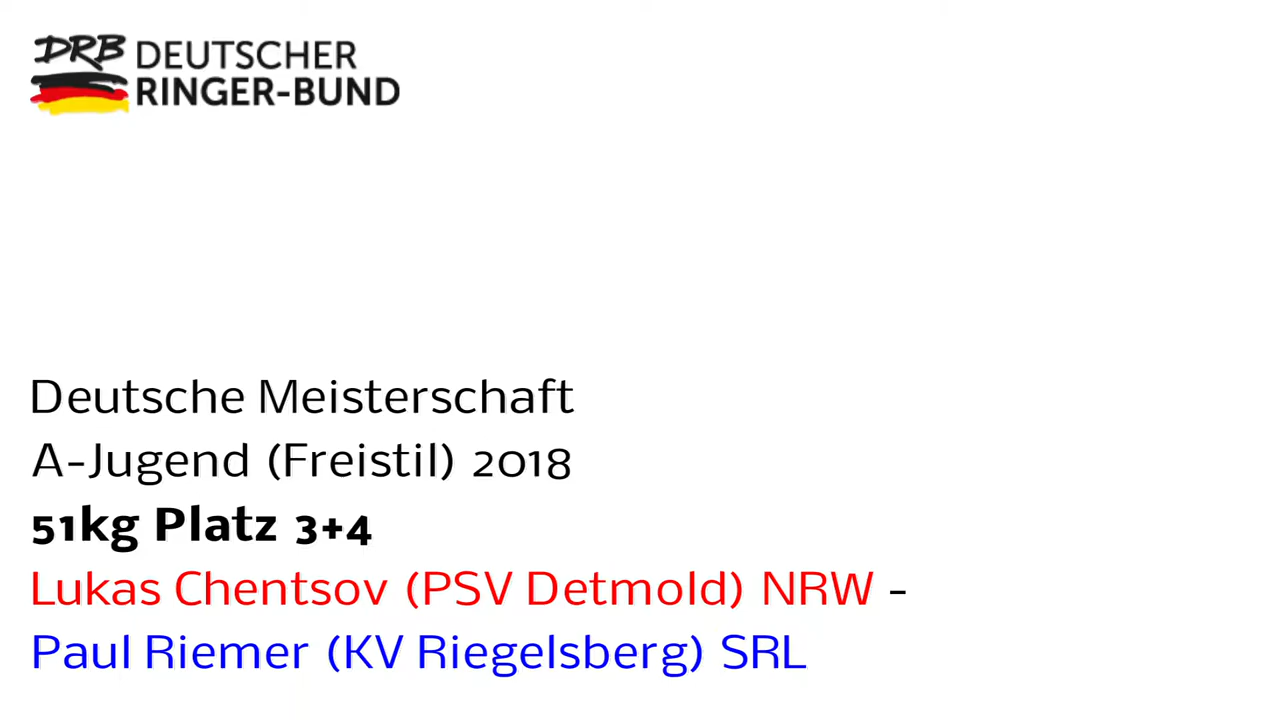 DRB DEUTSCHER
RINGER-BUND
Deutsche Meisterschaft
A-Jugend (Freistil) 2018
51kg Platz 3+4
Lukas Chentsov (PSV Detmold) NRW -
Paul Riemer (KV Riegelsberg) SRL